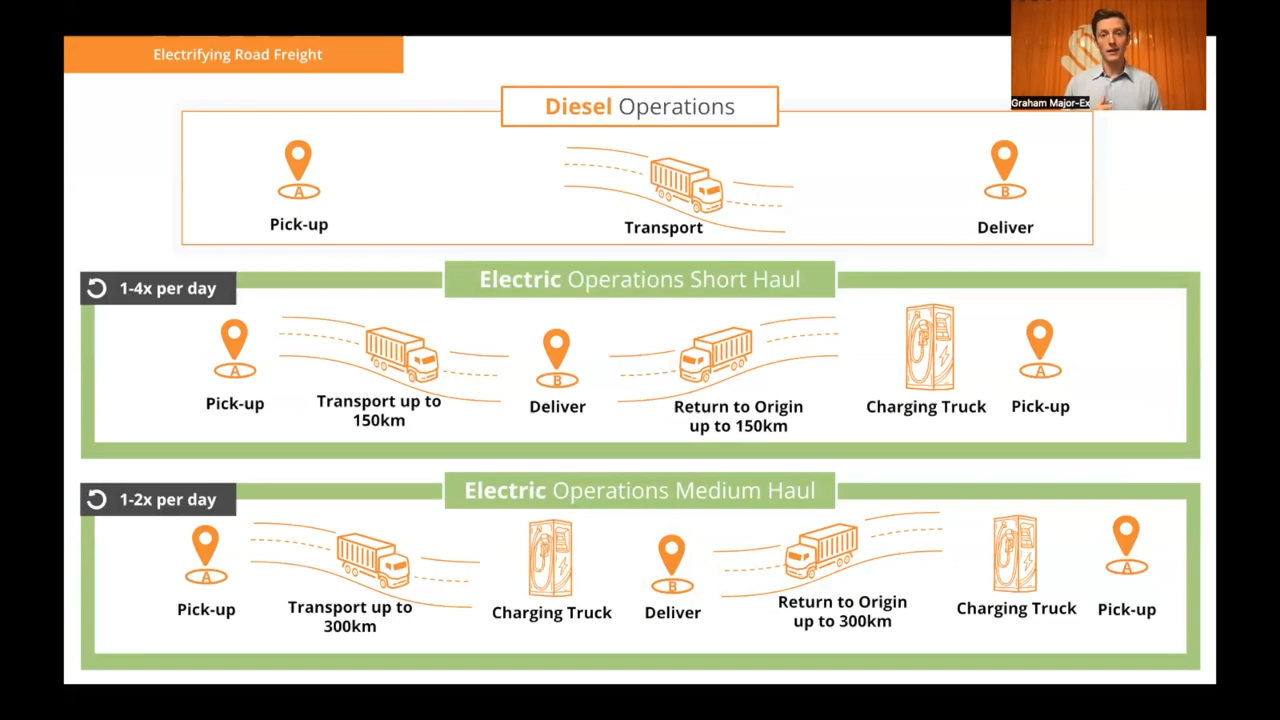 Electrifying Road Freight
Graham Major-Ex
Diesel Operations
A
B
Pick-up
Transport
Deliver
Electric Operations Short Haul
1-4x per day
A
B
A
Pick-up
Transport up to
150km
Deliver
Return to Origin
up to 150km
Charging Truck
Pick-up
Electric Operations Medium Haul
1-2x per day
A
B
A
Pick-up
Transport up to
300km
Charging Truck
Deliver
Return to Origin
up to 300km
Charging Truck
Pick-up